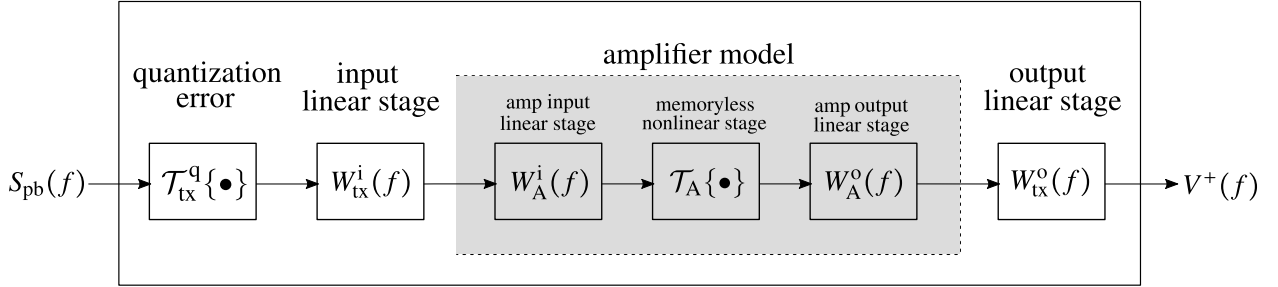 amplifier model
quantization
error
input
linear stage
output
linear stage
amp input
linear stage
memoryless
nonlinear stage
amp output
linear stage
S_pb(f)
𝒯_tx^q{•}
W_tx^i(f)
W_A^i(f)
𝒯_A{•}
W_A^o(f)
W_tx^o(f)
V^+(f)